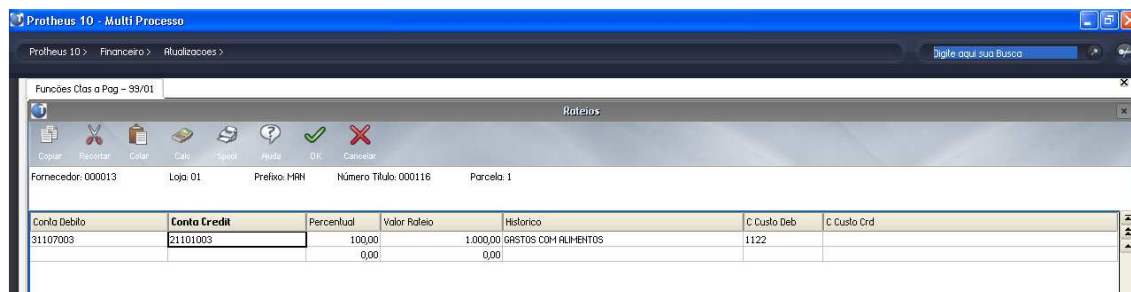 Protheus 10 - Multi Processo
Protheus 10 > Financeiro > Atualizacoes >
Digite aqui sua Busca
Funcões Clas a Pag - 99/01
Rateios
Copiar Recortar Colar Calc Spool Ajuda OK Cancelar
Fornecedor: 000013 Loja: 01 Prefixo: MAN Número Titulo: 000116 Parcela: 1
Conta Debito Conta Credit Percentual Valor Rateio Historico C Custo Deb C Custo Crd
31107003 21101003 100,00 1.000,00 GASTOS COM ALIMENTOS 1122
0,00 0,00